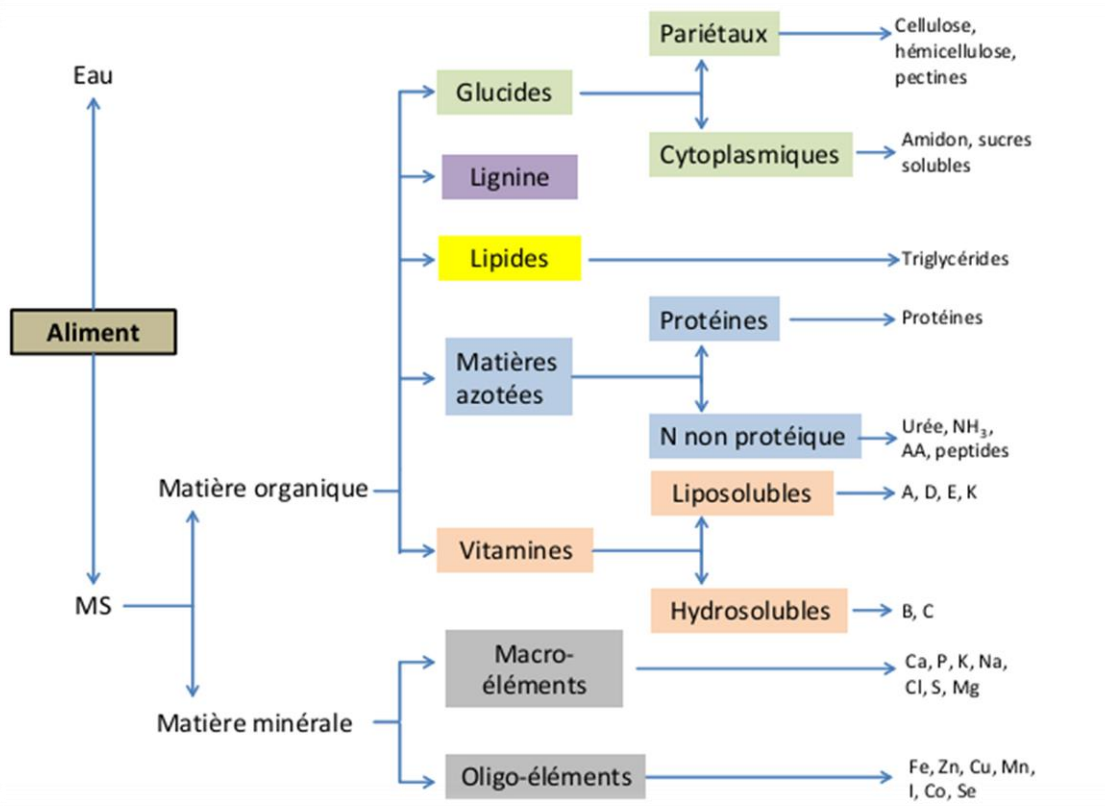 Eau
Aliment
MS
Matière organique
Matière minérale
Glucides
Pariétaux
Cellulose,
hémicellulose,
pectines
Cytoplasmiques
Amidon, sucres
solubles
Lignine
Lipides
Triglycérides
Matières
azotées
Protéines
Protéines
N non protéique
Urée, NH₃,
AA, peptides
Vitamines
Liposolubles
A, D, E, K
Hydrosolubles
B, C
Macro-
éléments
Ca, P, K, Na,
Cl, S, Mg
Oligo-éléments
Fe, Zn, Cu, Mn,
I, Co, Se